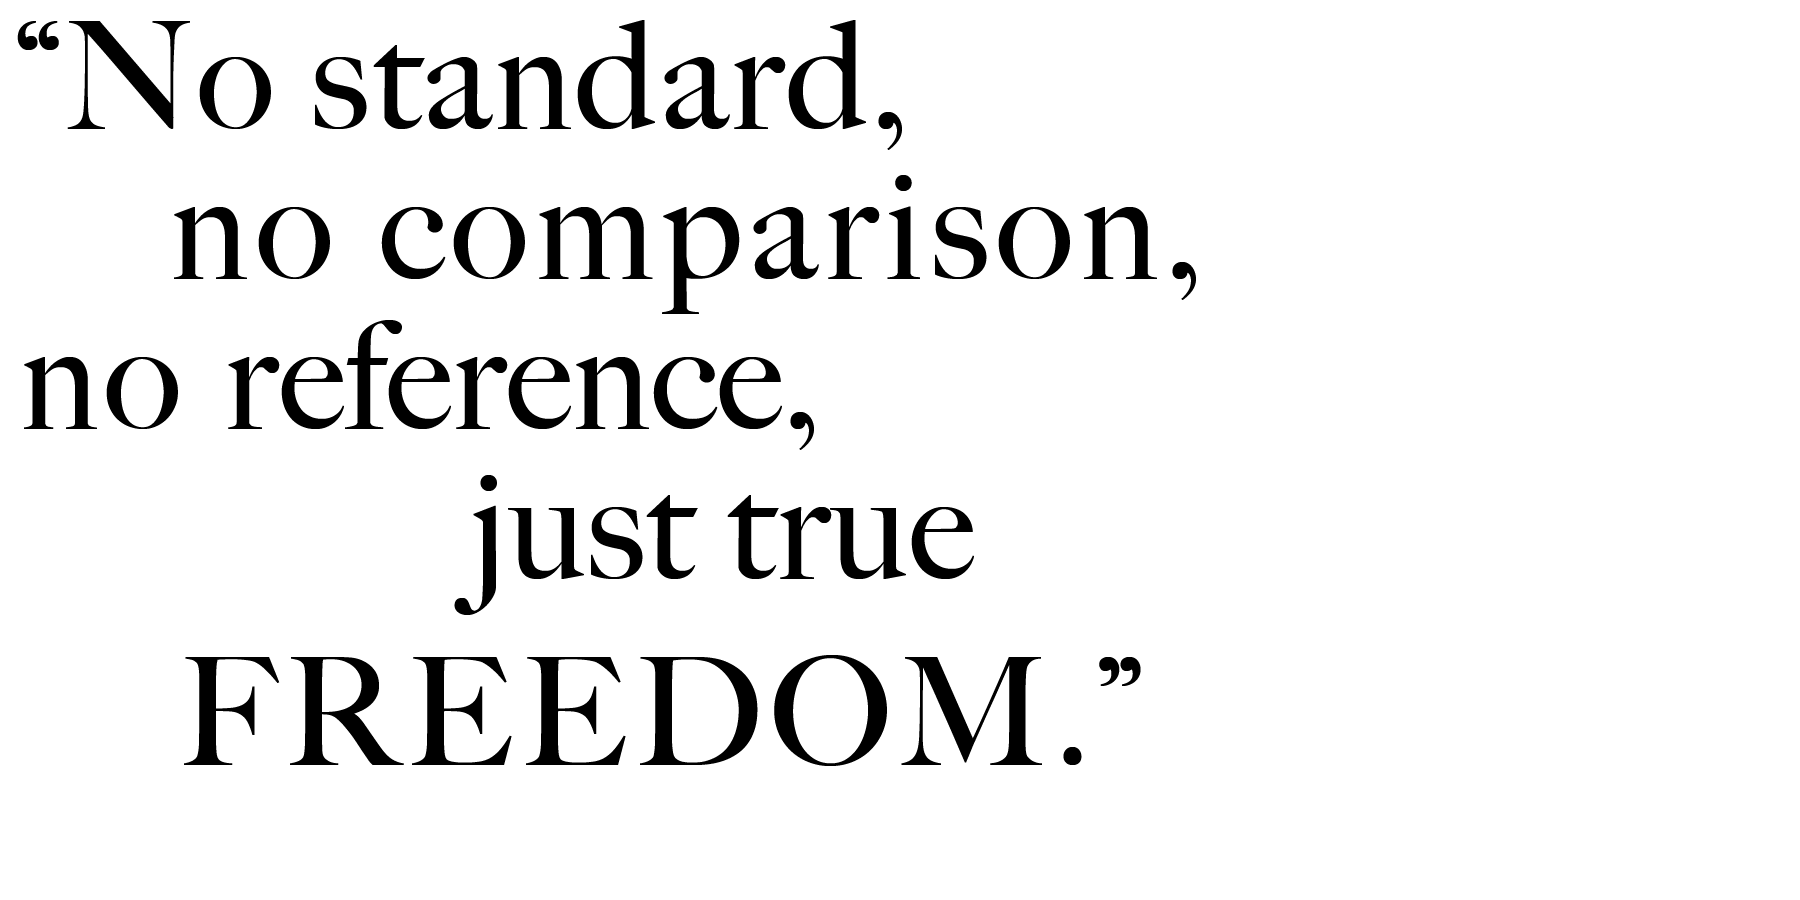 “No standard,
no comparison,
no reference,
just true
FREEDOM.”